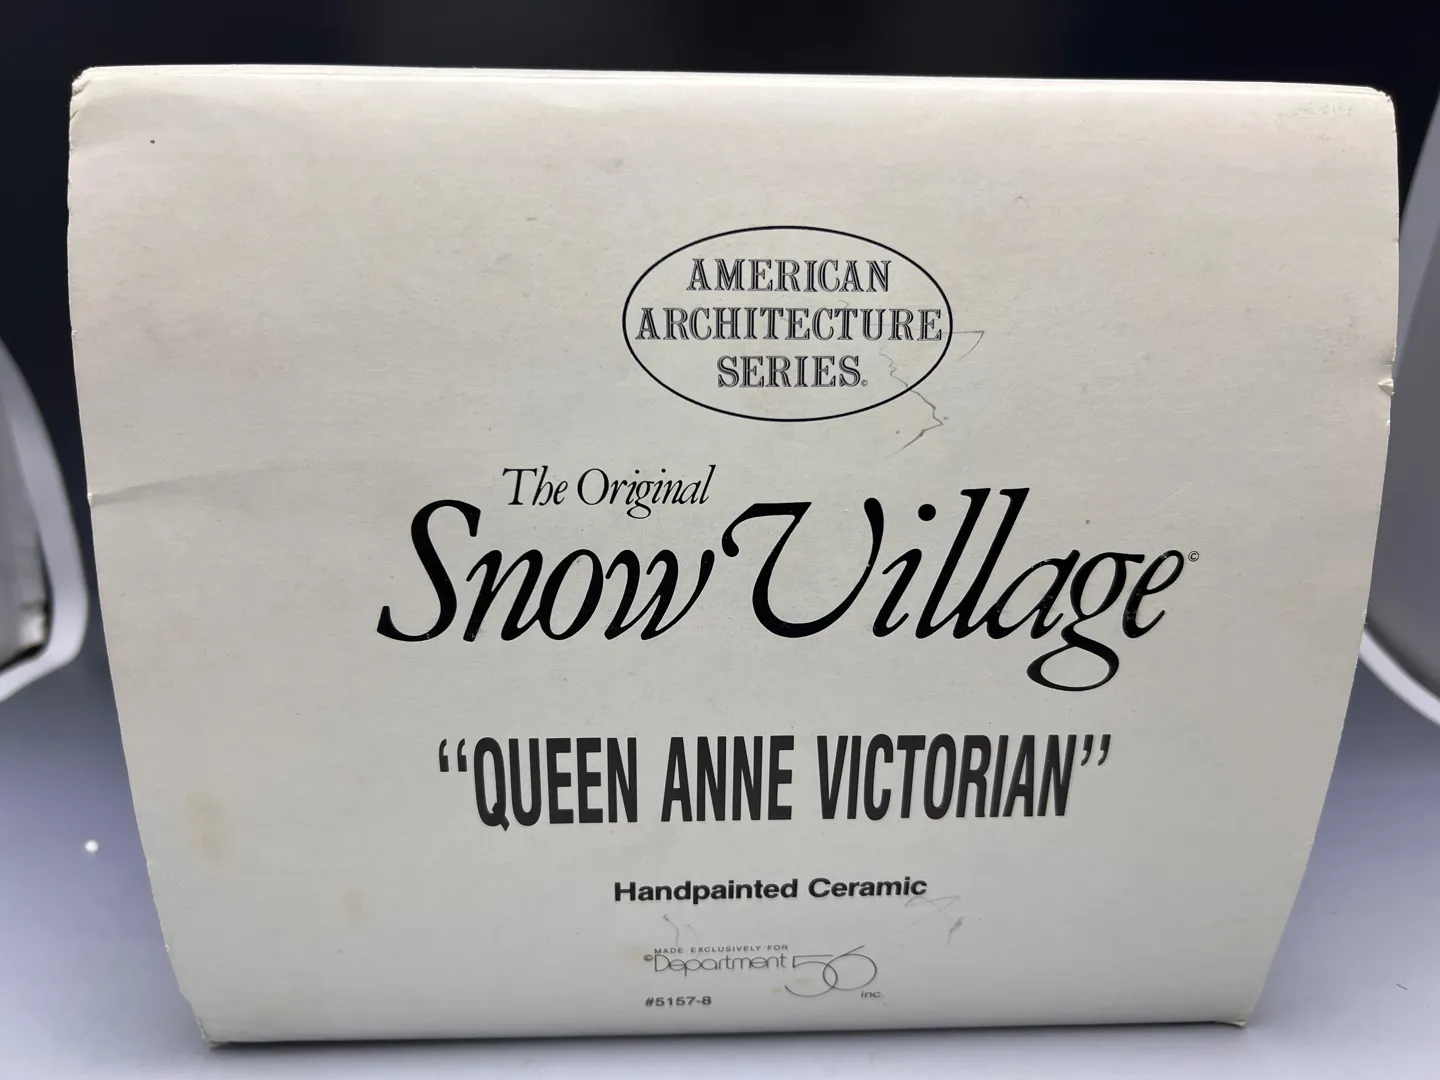 AMERICAN
ARCHITECTURE
SERIES©
The Original
Snow Village©
“QUEEN ANNE VICTORIAN”
Handpainted Ceramic
MADE EXCLUSIVELY FOR
©Department 56 inc.
#5157-8